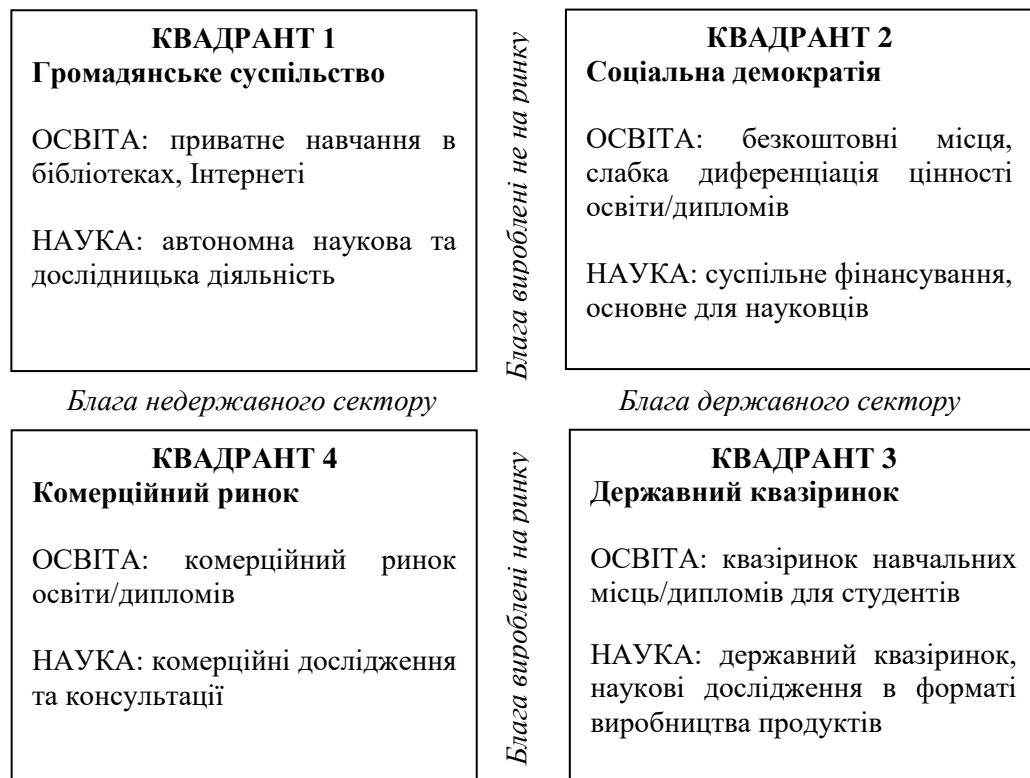 КВАДРАНТ 1
Громадянське суспільство
ОСВІТА: приватне навчання в
бібліотеках, Інтернеті
НАУКА: автономна наукова та
дослідницька діяльність
Блага вироблені не на ринку
КВАДРАНТ 2
Соціальна демократія
ОСВІТА: безкоштовні місця,
слабка диференціація цінності
освіти/дипломів
НАУКА: суспільне фінансування,
основне для науковців
Блага недержавного сектору
Блага державного сектору
КВАДРАНТ 4
Комерційний ринок
ОСВІТА: комерційний ринок
освіти/дипломів
НАУКА: комерційні дослідження
та консультації
Блага вироблені на ринку
КВАДРАНТ 3
Державний квазіринок
ОСВІТА: квазіринок навчальних
місць/дипломів для студентів
НАУКА: державний квазіринок,
наукові дослідження в форматі
виробництва продуктів